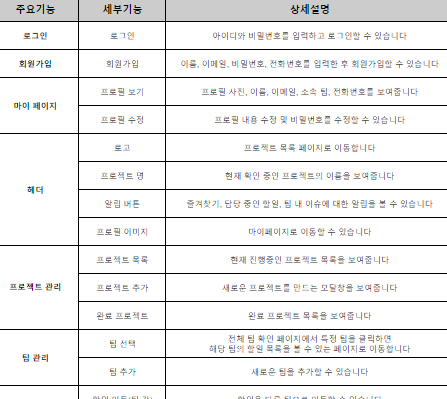 주요기능 세부기능 상세설명
로그인 로그인 아이디와 비밀번호를 입력하고 로그인할 수 있습니다
회원가입 회원가입 이름, 이메일, 비밀번호, 전화번호를 입력한 후 회원가입할 수 있습니다
마이 페이지 프로필 보기 프로필 사진, 이름, 이메일, 소속 팀, 전화번호를 보여줍니다
프로필 수정 프로필 내용 수정 및 비밀번호를 수정할 수 있습니다
헤더 로고 프로젝트 목록 페이지로 이동합니다
프로젝트 명 현재 확인 중인 프로젝트의 이름을 보여줍니다
알림 버튼 즐겨찾기, 담당 중인 할일, 팀 내 이슈에 대한 알림을 볼 수 있습니다
프로필 이미지 마이페이지로 이동할 수 있습니다
프로젝트 관리 프로젝트 목록 현재 진행중인 프로젝트 목록을 보여줍니다
프로젝트 추가 새로운 프로젝트를 만드는 모달창을 보여줍니다
완료 프로젝트 완료 프로젝트 목록을 보여줍니다
팀 관리 팀 선택 전체 팀 확인 페이지에서 특정 팀을 클릭하면
해당 팀의 할일 목록을 볼 수 있는 페이지로 이동합니다
팀 추가 새로운 팀을 추가할 수 있습니다